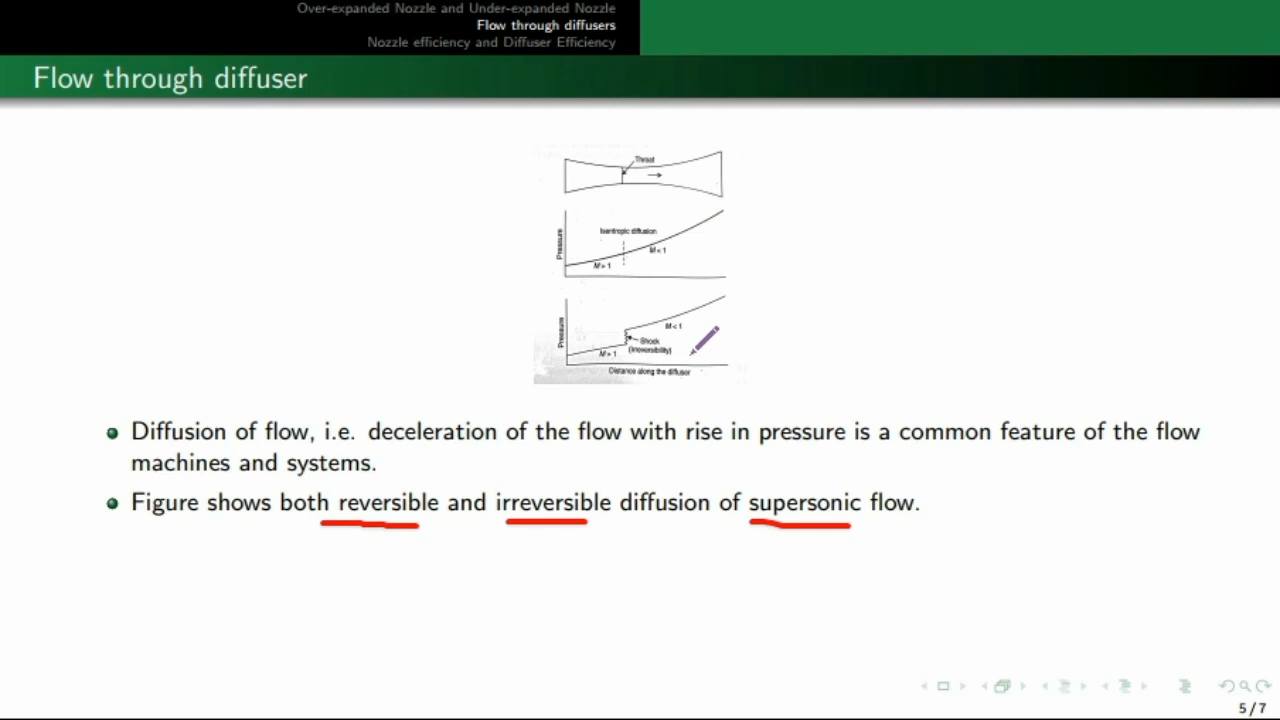 Over-expanded Nozzle and Under-expanded Nozzle
Flow through diffusers
Nozzle efficiency and Diffuser Efficiency
Flow through diffuser
Throat
Pressure
Isentropic diffusion
M > 1
M < 1
Pressure
M > 1
M < 1
Shock
(Irreversibility)
Distance along the diffuser
Diffusion of flow, i.e. deceleration of the flow with rise in pressure is a common feature of the flow
machines and systems.
Figure shows both reversible and irreversible diffusion of supersonic flow.
5/7